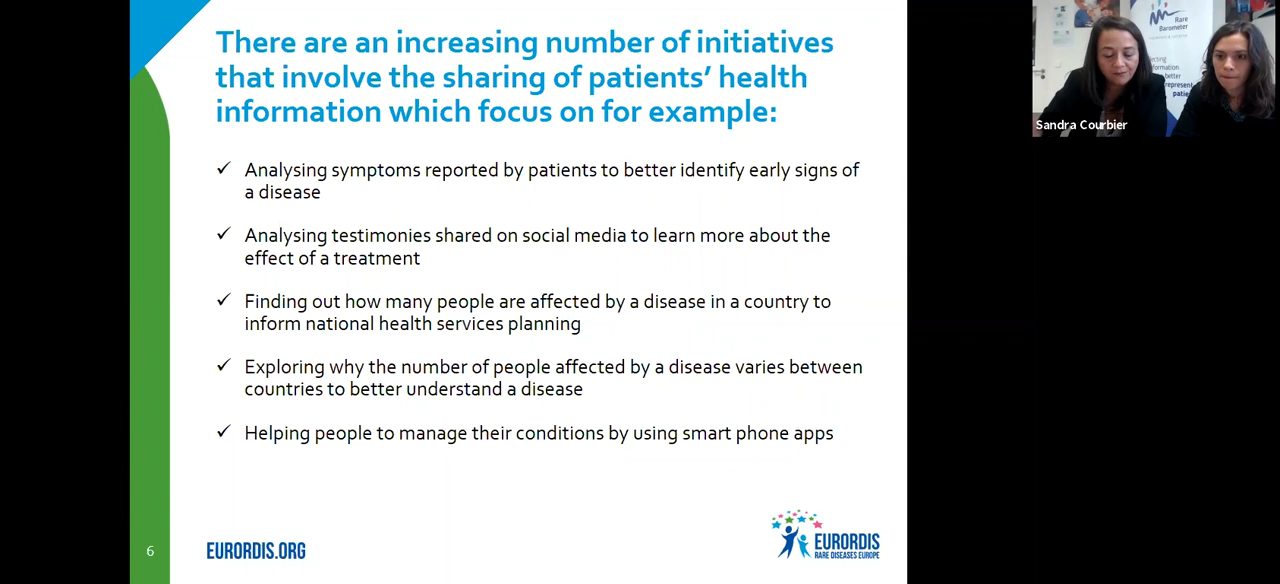 There are an increasing number of initiatives
that involve the sharing of patients' health
information which focus on for example:
✓ Analysing symptoms reported by patients to better identify early signs of
a disease
✓ Analysing testimonies shared on social media to learn more about the
effect of a treatment
✓ Finding out how many people are affected by a disease in a country to
inform national health services planning
✓ Exploring why the number of people affected by a disease varies between
countries to better understand a disease
✓ Helping people to manage their conditions by using smart phone apps
6
EURORDIS.ORG
EURORDIS
RARE DISEASES EUROPE
Rare
Barometer
better
represent
Sandra Courbier